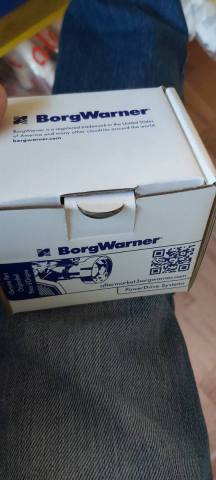 BorgWarner
BorgWarner is a registered trademark in the United States
of America and many other countries around the world.
borgwarner.com
BorgWarner
aftermarket.borgwarner.com
PowerDrive Systems